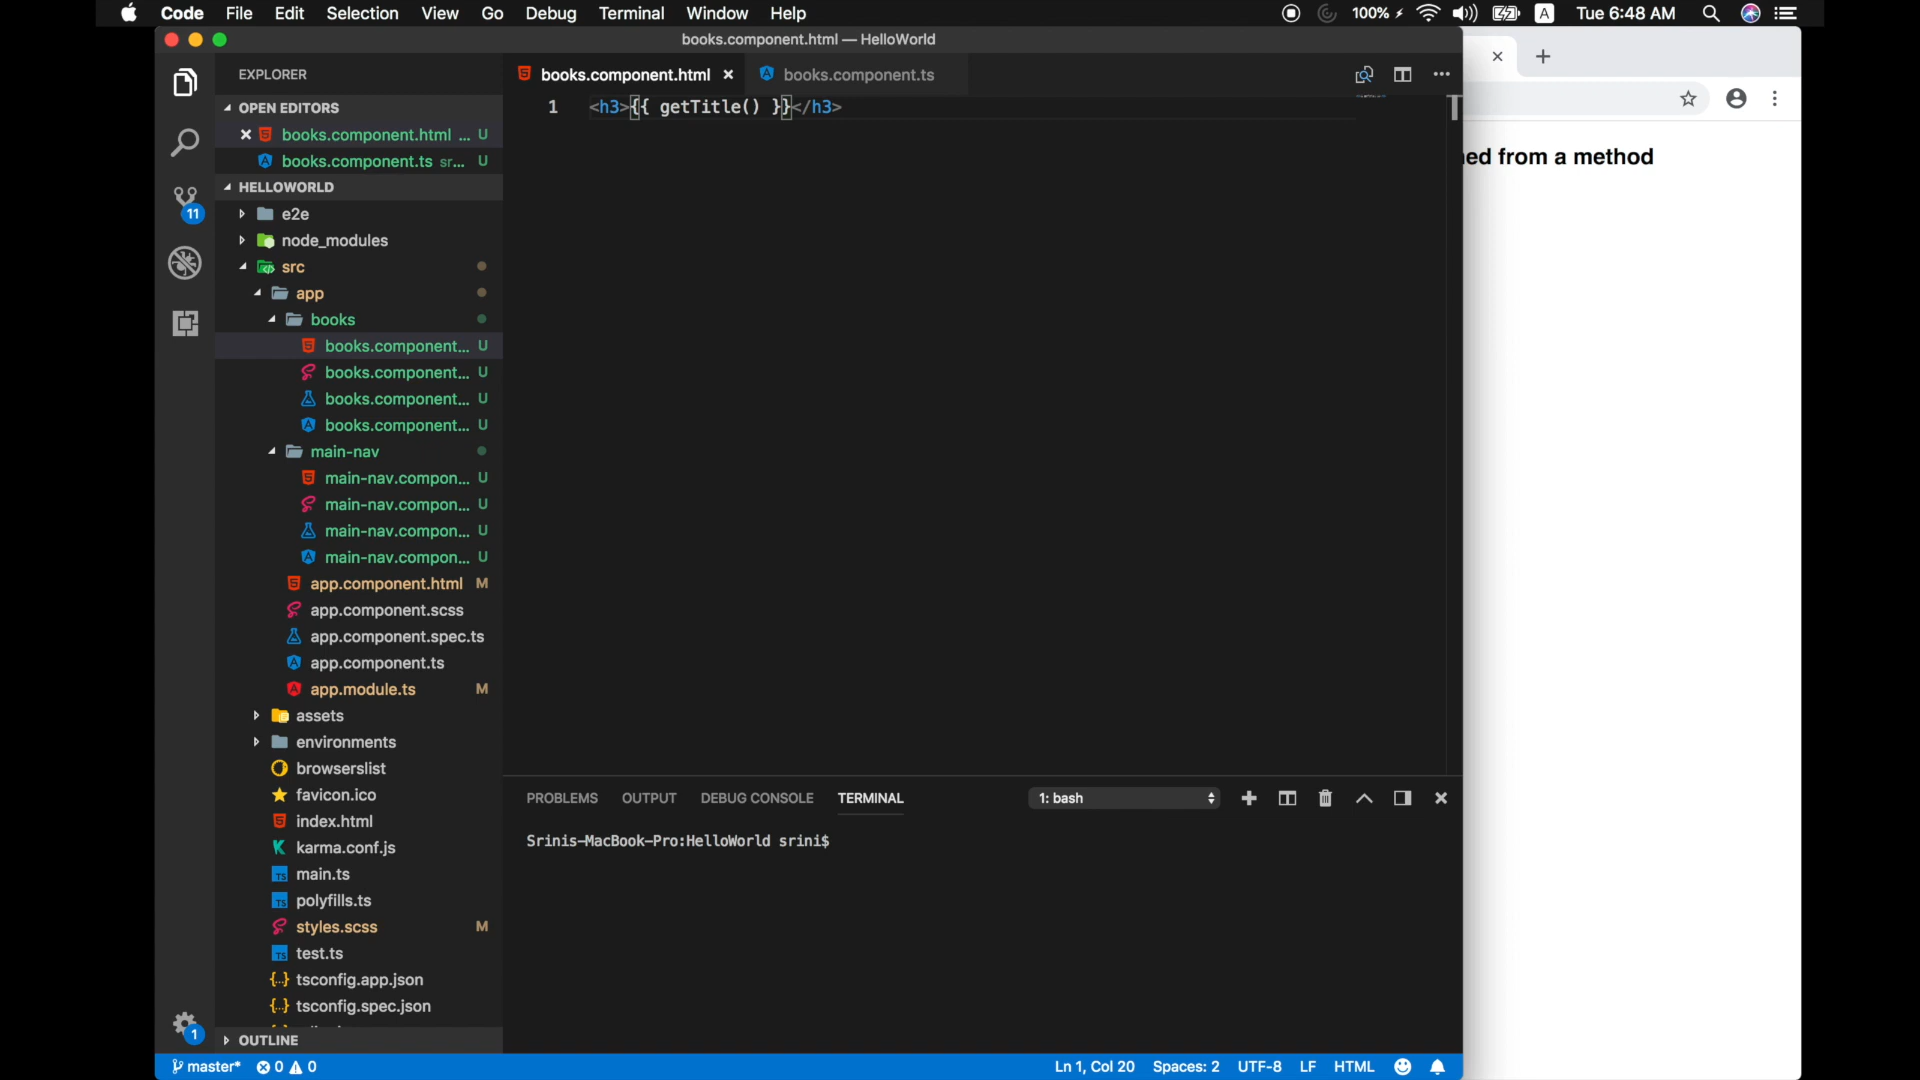 Code File Edit Selection View Go Debug Terminal Window Help 100% A Tue 6:48 AM
books.component.html — HelloWorld
EXPLORER
books.component.html
books.component.ts
OPEN EDITORS
books.component.html ... U
books.component.ts sr... U
HELLOWORLD
e2e
node_modules
src
app
books
books.component... U
books.component... U
books.component... U
books.component... U
main-nav
main-nav.compon... U
main-nav.compon... U
main-nav.compon... U
main-nav.compon... U
app.component.html M
app.component.scss
app.component.spec.ts
app.component.ts
app.module.ts M
assets
environments
browserslist
favicon.ico
index.html
karma.conf.js
main.ts
polyfills.ts
styles.scss M
test.ts
tsconfig.app.json
tsconfig.spec.json
OUTLINE
11
1
1 <h3>{{ getTitle() }}</h3>
from a method
PROBLEMS OUTPUT DEBUG CONSOLE TERMINAL 1: bash
Srinis-MacBook-Pro:HelloWorld srini$
master* 0 0 Ln 1, Col 20 Spaces: 2 UTF-8 LF HTML